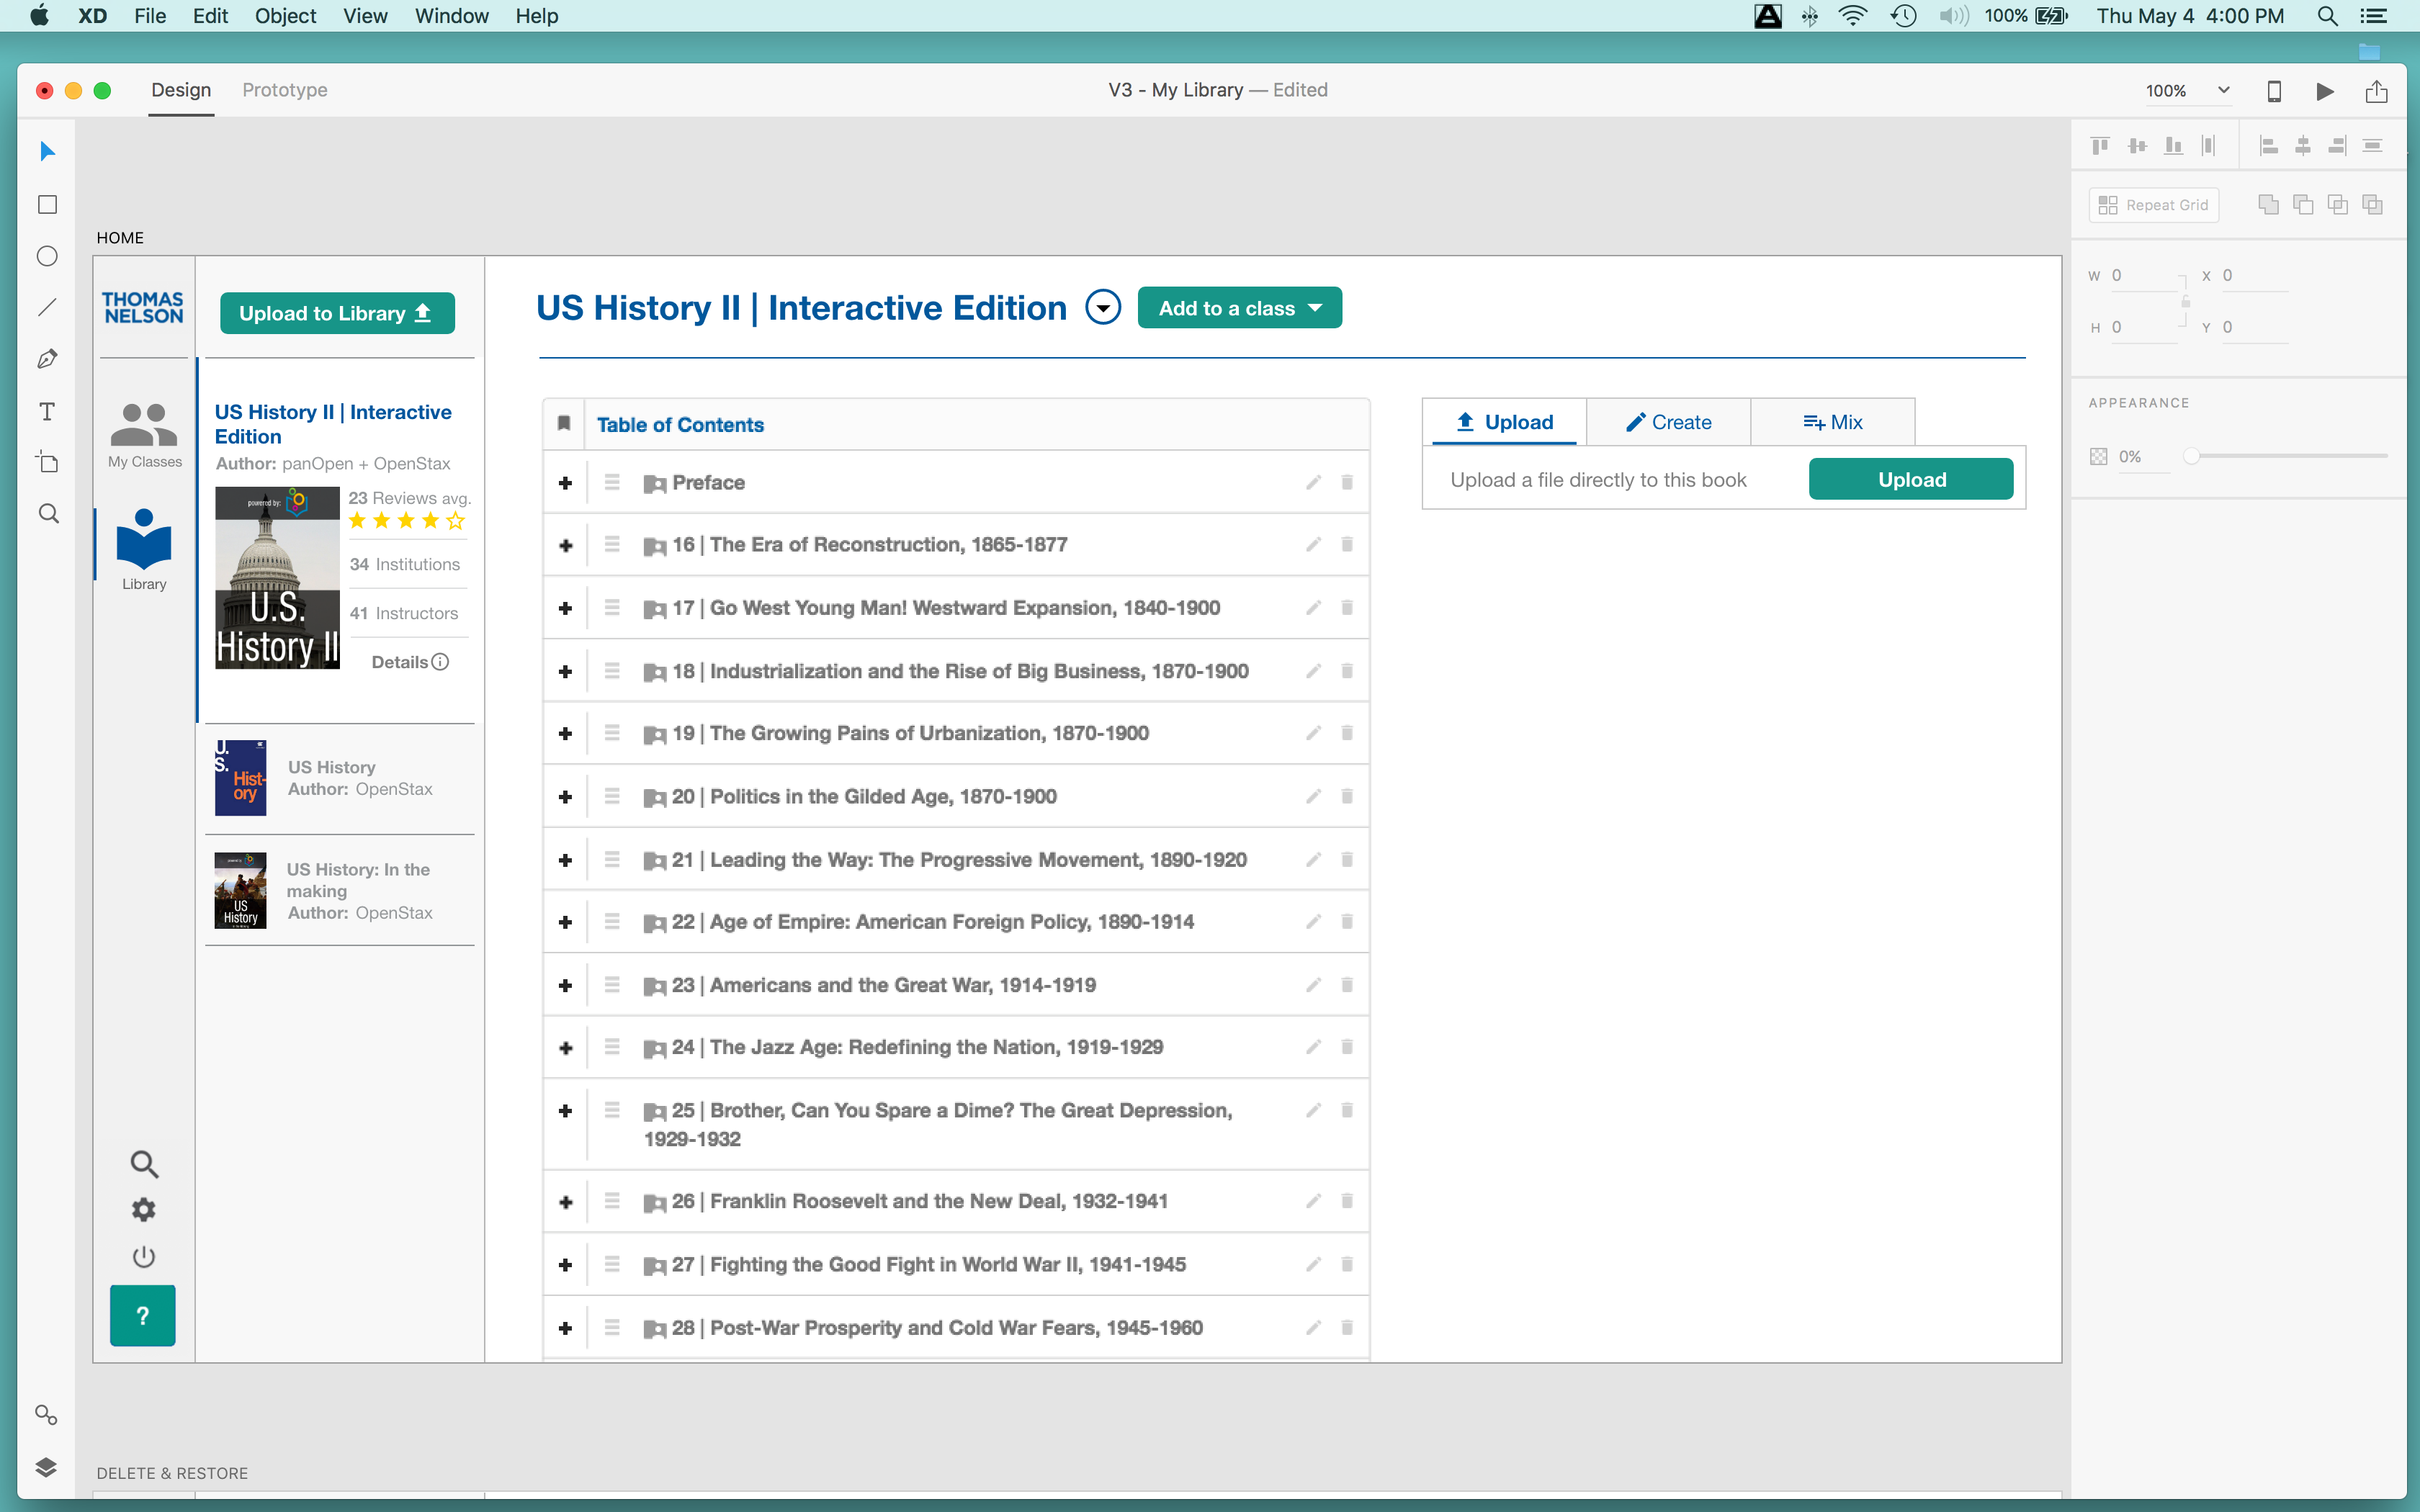 XD File Edit Object View Window Help
100% Thu May 4 4:00 PM
Design Prototype
V3 - My Library — Edited
100%
Repeat Grid
W 0 X 0
H 0 Y 0
APPEARANCE
0%
HOME
THOMAS
NELSON
My Classes
Library
?
Upload to Library
US History II | Interactive
Edition
Author: panOpen + OpenStax
powered by:
U.S.
History II
23 Reviews avg.
34 Institutions
41 Instructors
Details
U.
S.
Hist-
ory
US History
Author: OpenStax
US
History
US History: In the
making
Author: OpenStax
US History II | Interactive Edition
Add to a class
Table of Contents
Preface
16 | The Era of Reconstruction, 1865-1877
17 | Go West Young Man! Westward Expansion, 1840-1900
18 | Industrialization and the Rise of Big Business, 1870-1900
19 | The Growing Pains of Urbanization, 1870-1900
20 | Politics in the Gilded Age, 1870-1900
21 | Leading the Way: The Progressive Movement, 1890-1920
22 | Age of Empire: American Foreign Policy, 1890-1914
23 | Americans and the Great War, 1914-1919
24 | The Jazz Age: Redefining the Nation, 1919-1929
25 | Brother, Can You Spare a Dime? The Great Depression,
1929-1932
26 | Franklin Roosevelt and the New Deal, 1932-1941
27 | Fighting the Good Fight in World War II, 1941-1945
28 | Post-War Prosperity and Cold War Fears, 1945-1960
Upload Create Mix
Upload a file directly to this book
Upload
DELETE & RESTORE